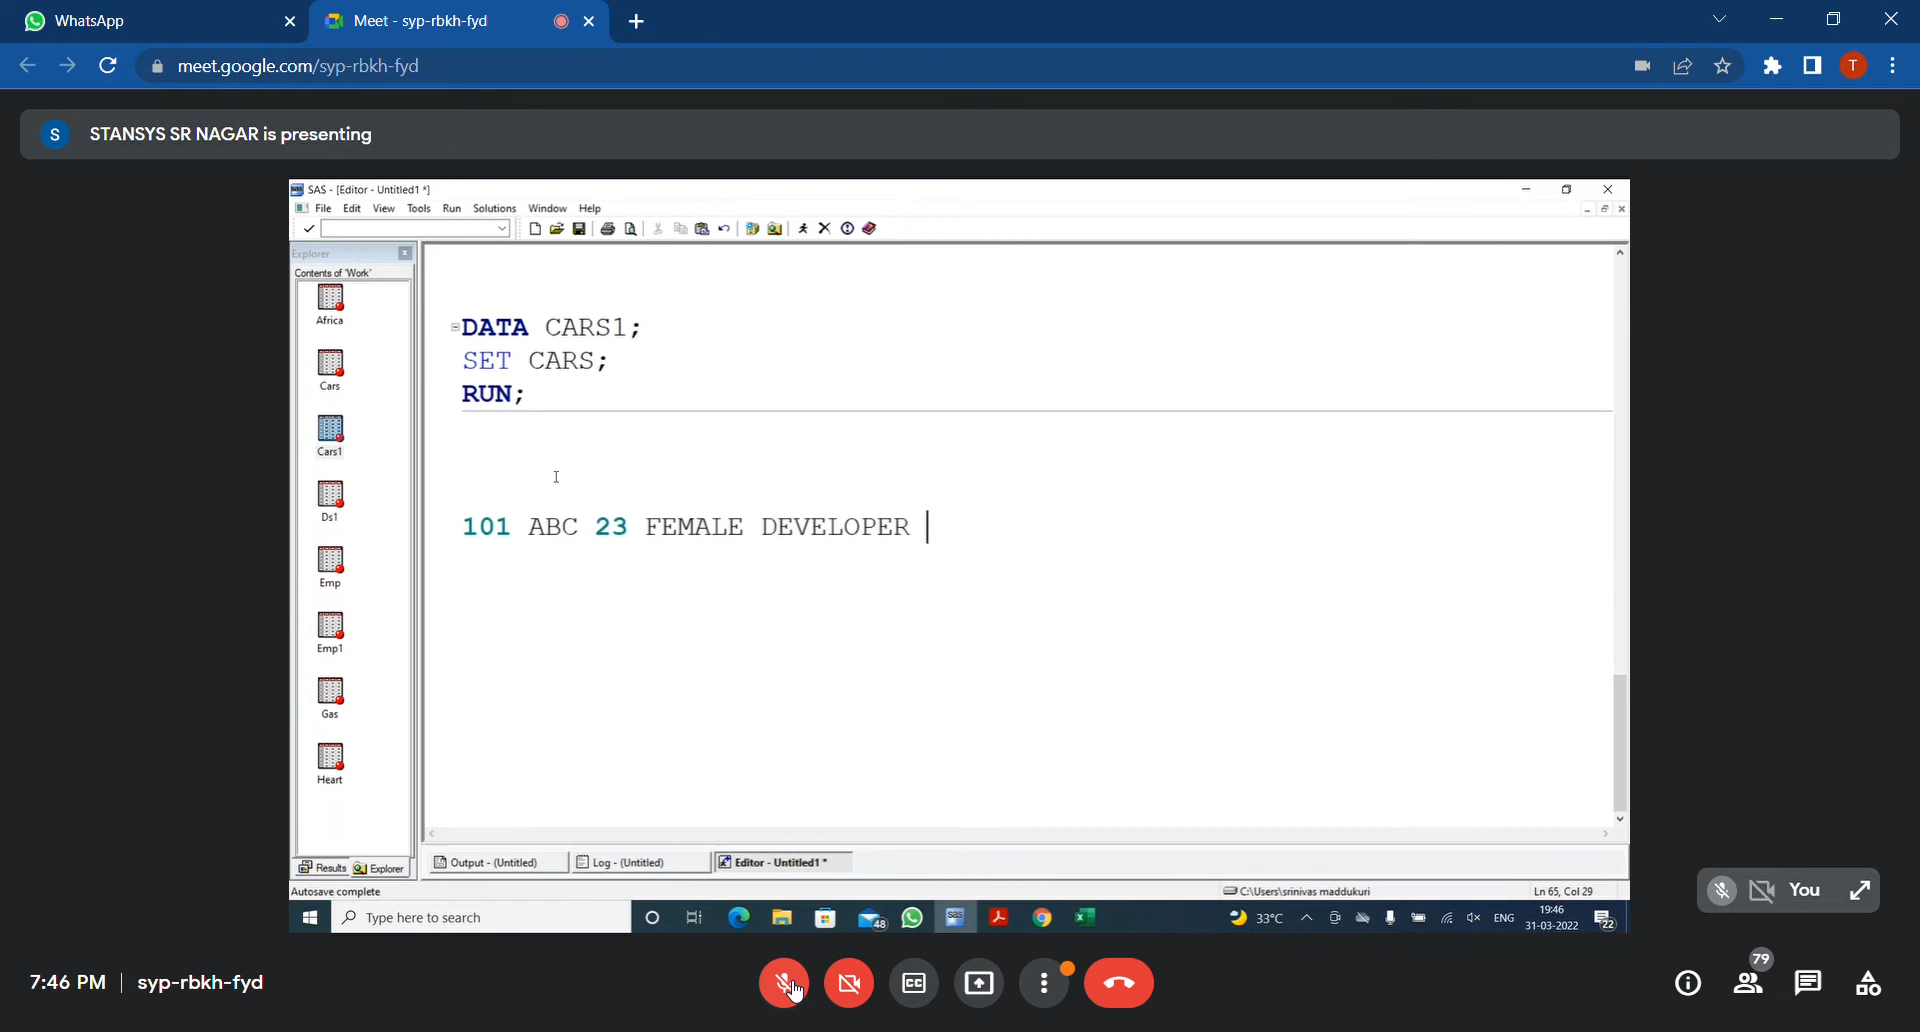 WhatsApp
Meet - syp-rbkh-fyd
meet.google.com/syp-rbkh-fyd
T
S STANSYS SR NAGAR is presenting
SAS - [Editor - Untitled1 *]
File Edit View Tools Run Solutions Window Help
Explorer
Contents of 'Work'
Africa
Cars
Cars1
Ds1
Emp
Emp1
Gas
Heart
DATA CARS1;
SET CARS;
RUN;
101 ABC 23 FEMALE DEVELOPER
Results Explorer
Output - (Untitled) Log - (Untitled) Editor - Untitled1 *
Autosave complete C:\Users\srinivas maddukuri Ln 65, Col 29
Type here to search 48 sas 33°C ENG 19:46 31-03-2022 22
You
7:46 PM syp-rbkh-fyd
CC
79